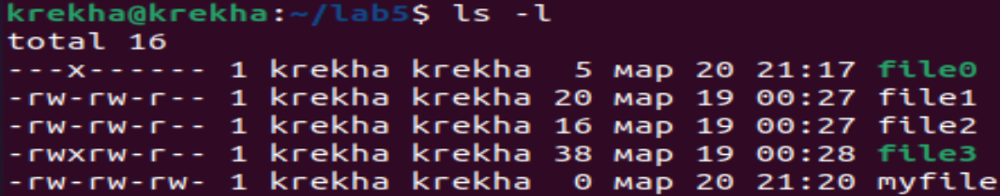 krekha@krekha:~/lab5$ ls -l
total 16
---x------ 1 krekha krekha  5 мар 20 21:17 file0
-rw-rw-r-- 1 krekha krekha 20 мар 19 00:27 file1
-rw-rw-r-- 1 krekha krekha 16 мар 19 00:27 file2
-rwxrw-r-- 1 krekha krekha 38 мар 19 00:28 file3
-rw-rw-rw- 1 krekha krekha  0 мар 20 21:20 myfile